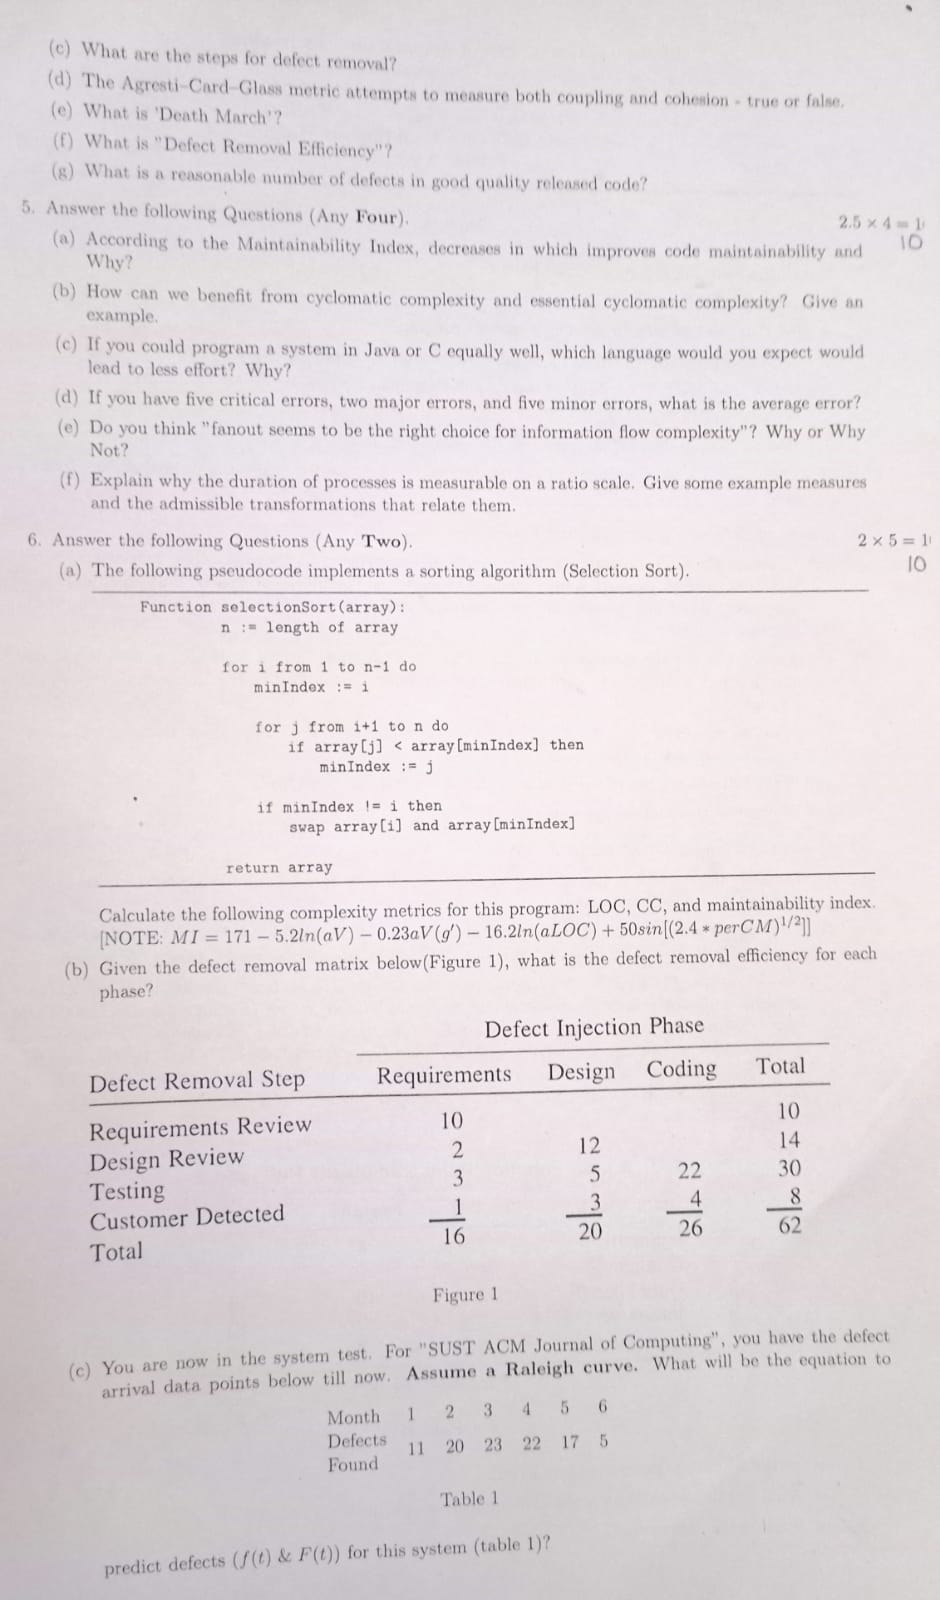 (c) What are the steps for defect removal?
(d) The Agresti-Card-Glass metric attempts to measure both coupling and cohesion - true or false.
(e) What is 'Death March'?
(f) What is "Defect Removal Efficiency"?
(g) What is a reasonable number of defects in good quality released code?
5. Answer the following Questions (Any Four). 2.5 × 4 = 1
10
(a) According to the Maintainability Index, decreases in which improves code maintainability and
Why?
(b) How can we benefit from cyclomatic complexity and essential cyclomatic complexity? Give an
example.
(c) If you could program a system in Java or C equally well, which language would you expect would
lead to less effort? Why?
(d) If you have five critical errors, two major errors, and five minor errors, what is the average error?
(e) Do you think "fanout seems to be the right choice for information flow complexity"? Why or Why
Not?
(f) Explain why the duration of processes is measurable on a ratio scale. Give some example measures
and the admissible transformations that relate them.
6. Answer the following Questions (Any Two). 2 × 5 = 1
10
(a) The following pseudocode implements a sorting algorithm (Selection Sort).
Function selectionSort(array):
n := length of array
for i from 1 to n-1 do
minIndex := i
for j from i+1 to n do
if array[j] < array[minIndex] then
minIndex := j
if minIndex != i then
swap array[i] and array[minIndex]
return array
Calculate the following complexity metrics for this program: LOC, CC, and maintainability index.
[NOTE: MI = 171 − 5.2ln(aV) − 0.23aV(g′) − 16.2ln(aLOC) + 50sin[(2.4 * perCM)^1/2]]
(b) Given the defect removal matrix below(Figure 1), what is the defect removal efficiency for each
phase?
Defect Injection Phase
Defect Removal Step Requirements Design Coding Total
Requirements Review 10 10
Design Review 2 12 14
Testing 3 5 22 30
Customer Detected 1 3 4 8
Total 16 20 26 62
Figure 1
(c) You are now in the system test. For "SUST ACM Journal of Computing", you have the defect
arrival data points below till now. Assume a Raleigh curve. What will be the equation to
Month 1 2 3 4 5 6
Defects 11 20 23 22 17 5
Found
Table 1
predict defects (f(t) & F(t)) for this system (table 1)?